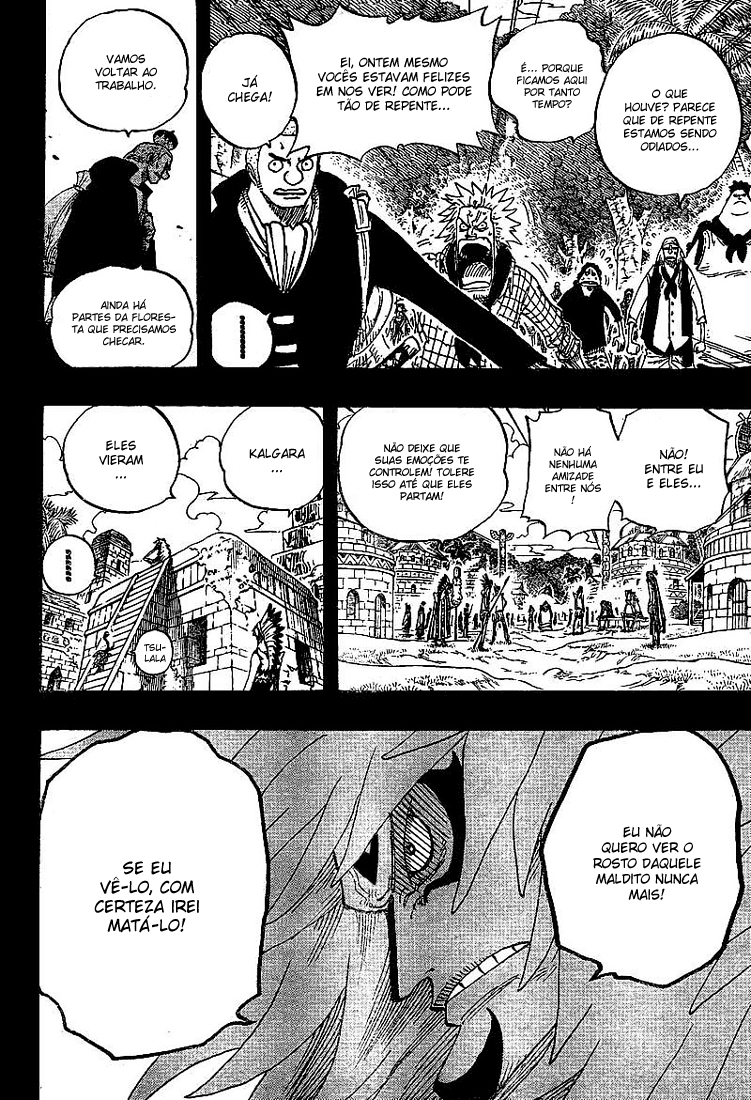 O QUE
HOUVE? PARECE
QUE DE REPENTE
ESTAMOS SENDO
ODIADOS...
É... PORQUE
FICAMOS AQUI
POR TANTO
TEMPO?
EI, ONTEM MESMO
VOCÊS ESTAVAM FELIZES
EM NOS VER! COMO PODE
TÃO DE REPENTE...
JÁ
CHEGA!
VAMOS
VOLTAR AO
TRABALHO.
AINDA HÁ
PARTES DA FLORES-
TA QUE PRECISAMOS
CHECAR.
NÃO!
ENTRE EU
E ELES...
NÃO HÁ
NENHUMA
AMIZADE
ENTRE NÓS
!
NÃO DEIXE QUE
SUAS EMOÇÕES TE
CONTROLEM! TOLERE
ISSO ATÉ QUE ELES
PARTAM!
KALGARA
...
ELES
VIERAM
...
TSU-
LALA
EU NÃO
QUERO VER O
ROSTO DAQUELE
MALDITO NUNCA
MAIS!
SE EU
VÊ-LO, COM
CERTEZA IREI
MATÁ-LO!